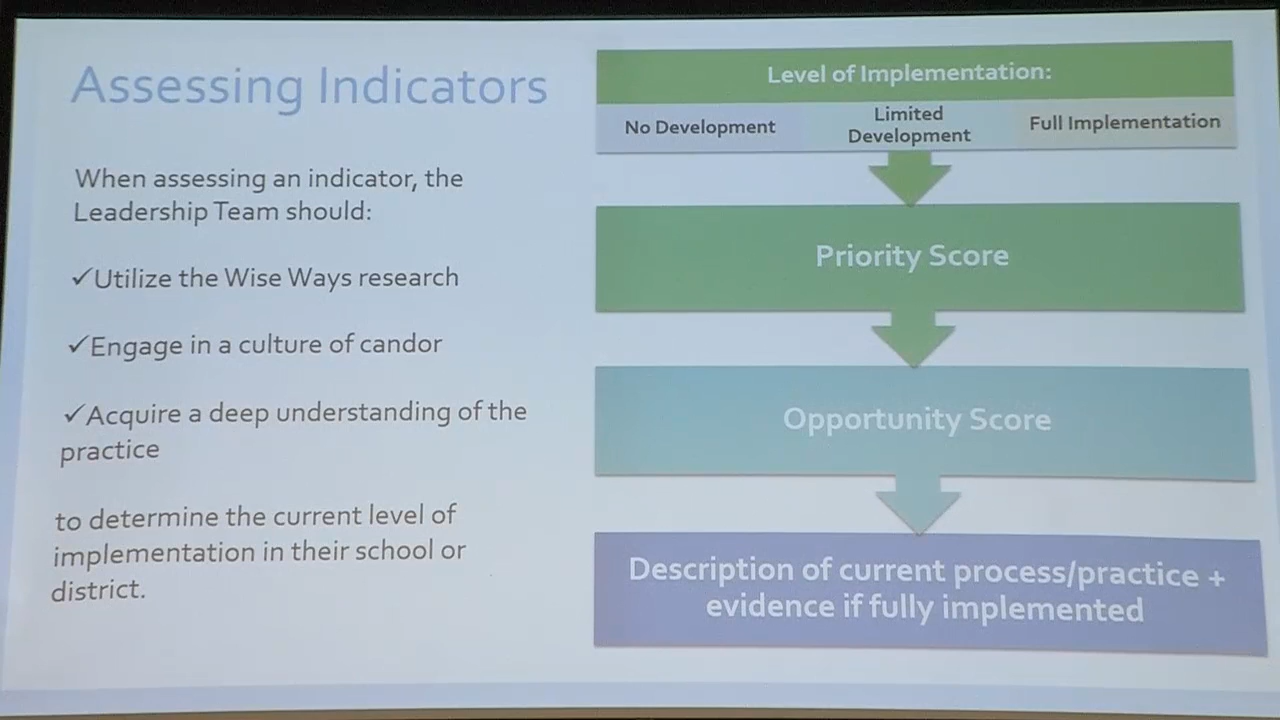 Assessing Indicators
When assessing an indicator, the
Leadership Team should:
✓Utilize the Wise Ways research
✓Engage in a culture of candor
✓Acquire a deep understanding of the
practice
to determine the current level of
implementation in their school or
district.
Level of Implementation:
No Development
Limited
Development
Full Implementation
Priority Score
Opportunity Score
Description of current process/practice +
evidence if fully implemented